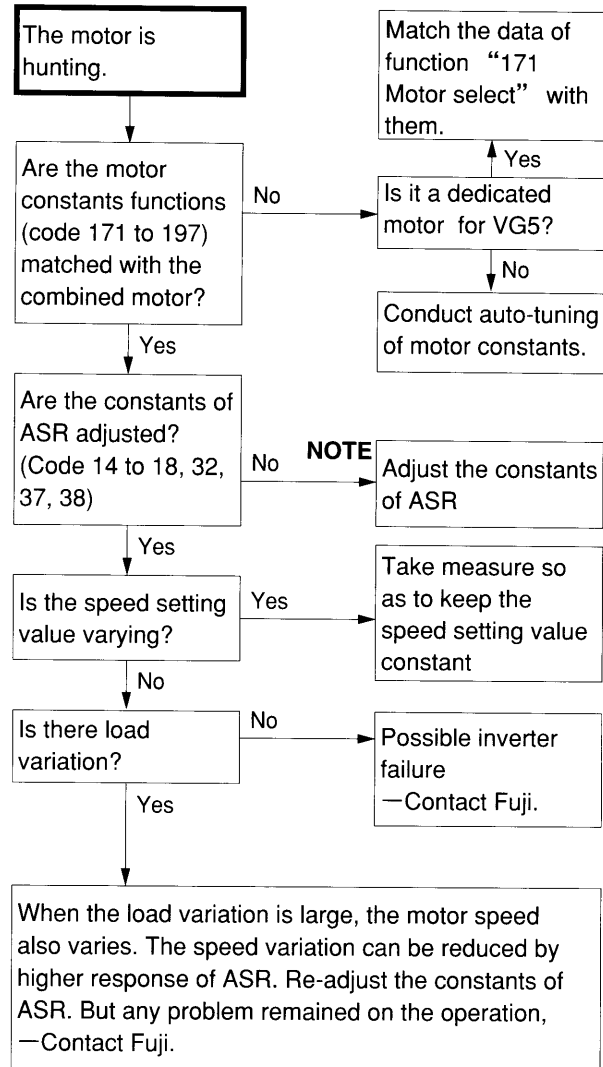 The motor is
hunting.
Match the data of
function “171
Motor select” with
them.
Yes
Are the motor
constants functions
(code 171 to 197)
matched with the
combined motor?
No
Is it a dedicated
motor for VG5?
No
Conduct auto-tuning
of motor constants.
Yes
Are the constants of
ASR adjusted?
(Code 14 to 18, 32,
37, 38)
No
NOTE
Adjust the constants
of ASR
Yes
Is the speed setting
value varying?
Yes
Take measure so
as to keep the
speed setting value
constant
No
Is there load
variation?
No
Possible inverter
failure
—Contact Fuji.
Yes
When the load variation is large, the motor speed
also varies. The speed variation can be reduced by
higher response of ASR. Re-adjust the constants of
ASR. But any problem remained on the operation,
—Contact Fuji.